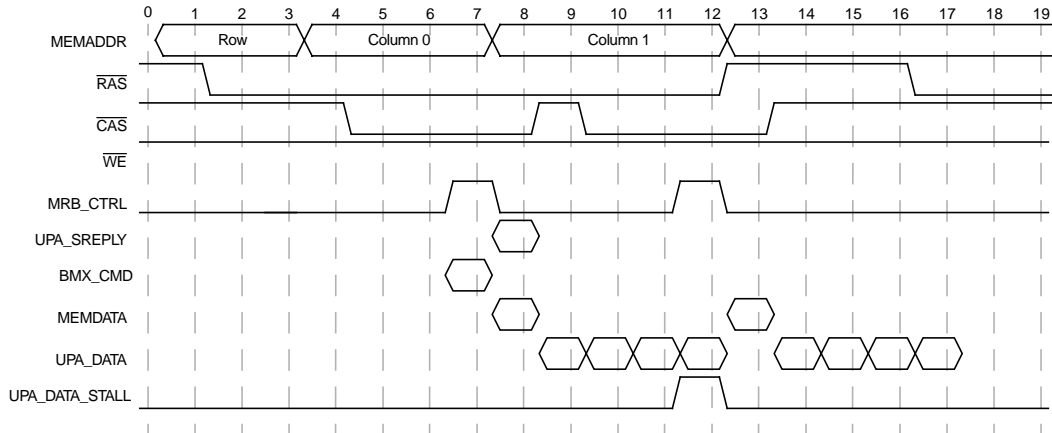 0 1 2 3 4 5 6 7 8 9 10 11 12 13 14 15 16 17 18 19
MEMADDR Row Column 0 Column 1
RAS
CAS
WE
MRB_CTRL
UPA_SREPLY
BMX_CMD
MEMDATA
UPA_DATA
UPA_DATA_STALL